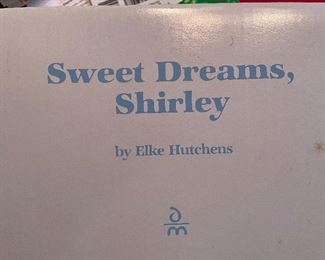 Sweet Dreams,
Shirley
by Elke Hutchens